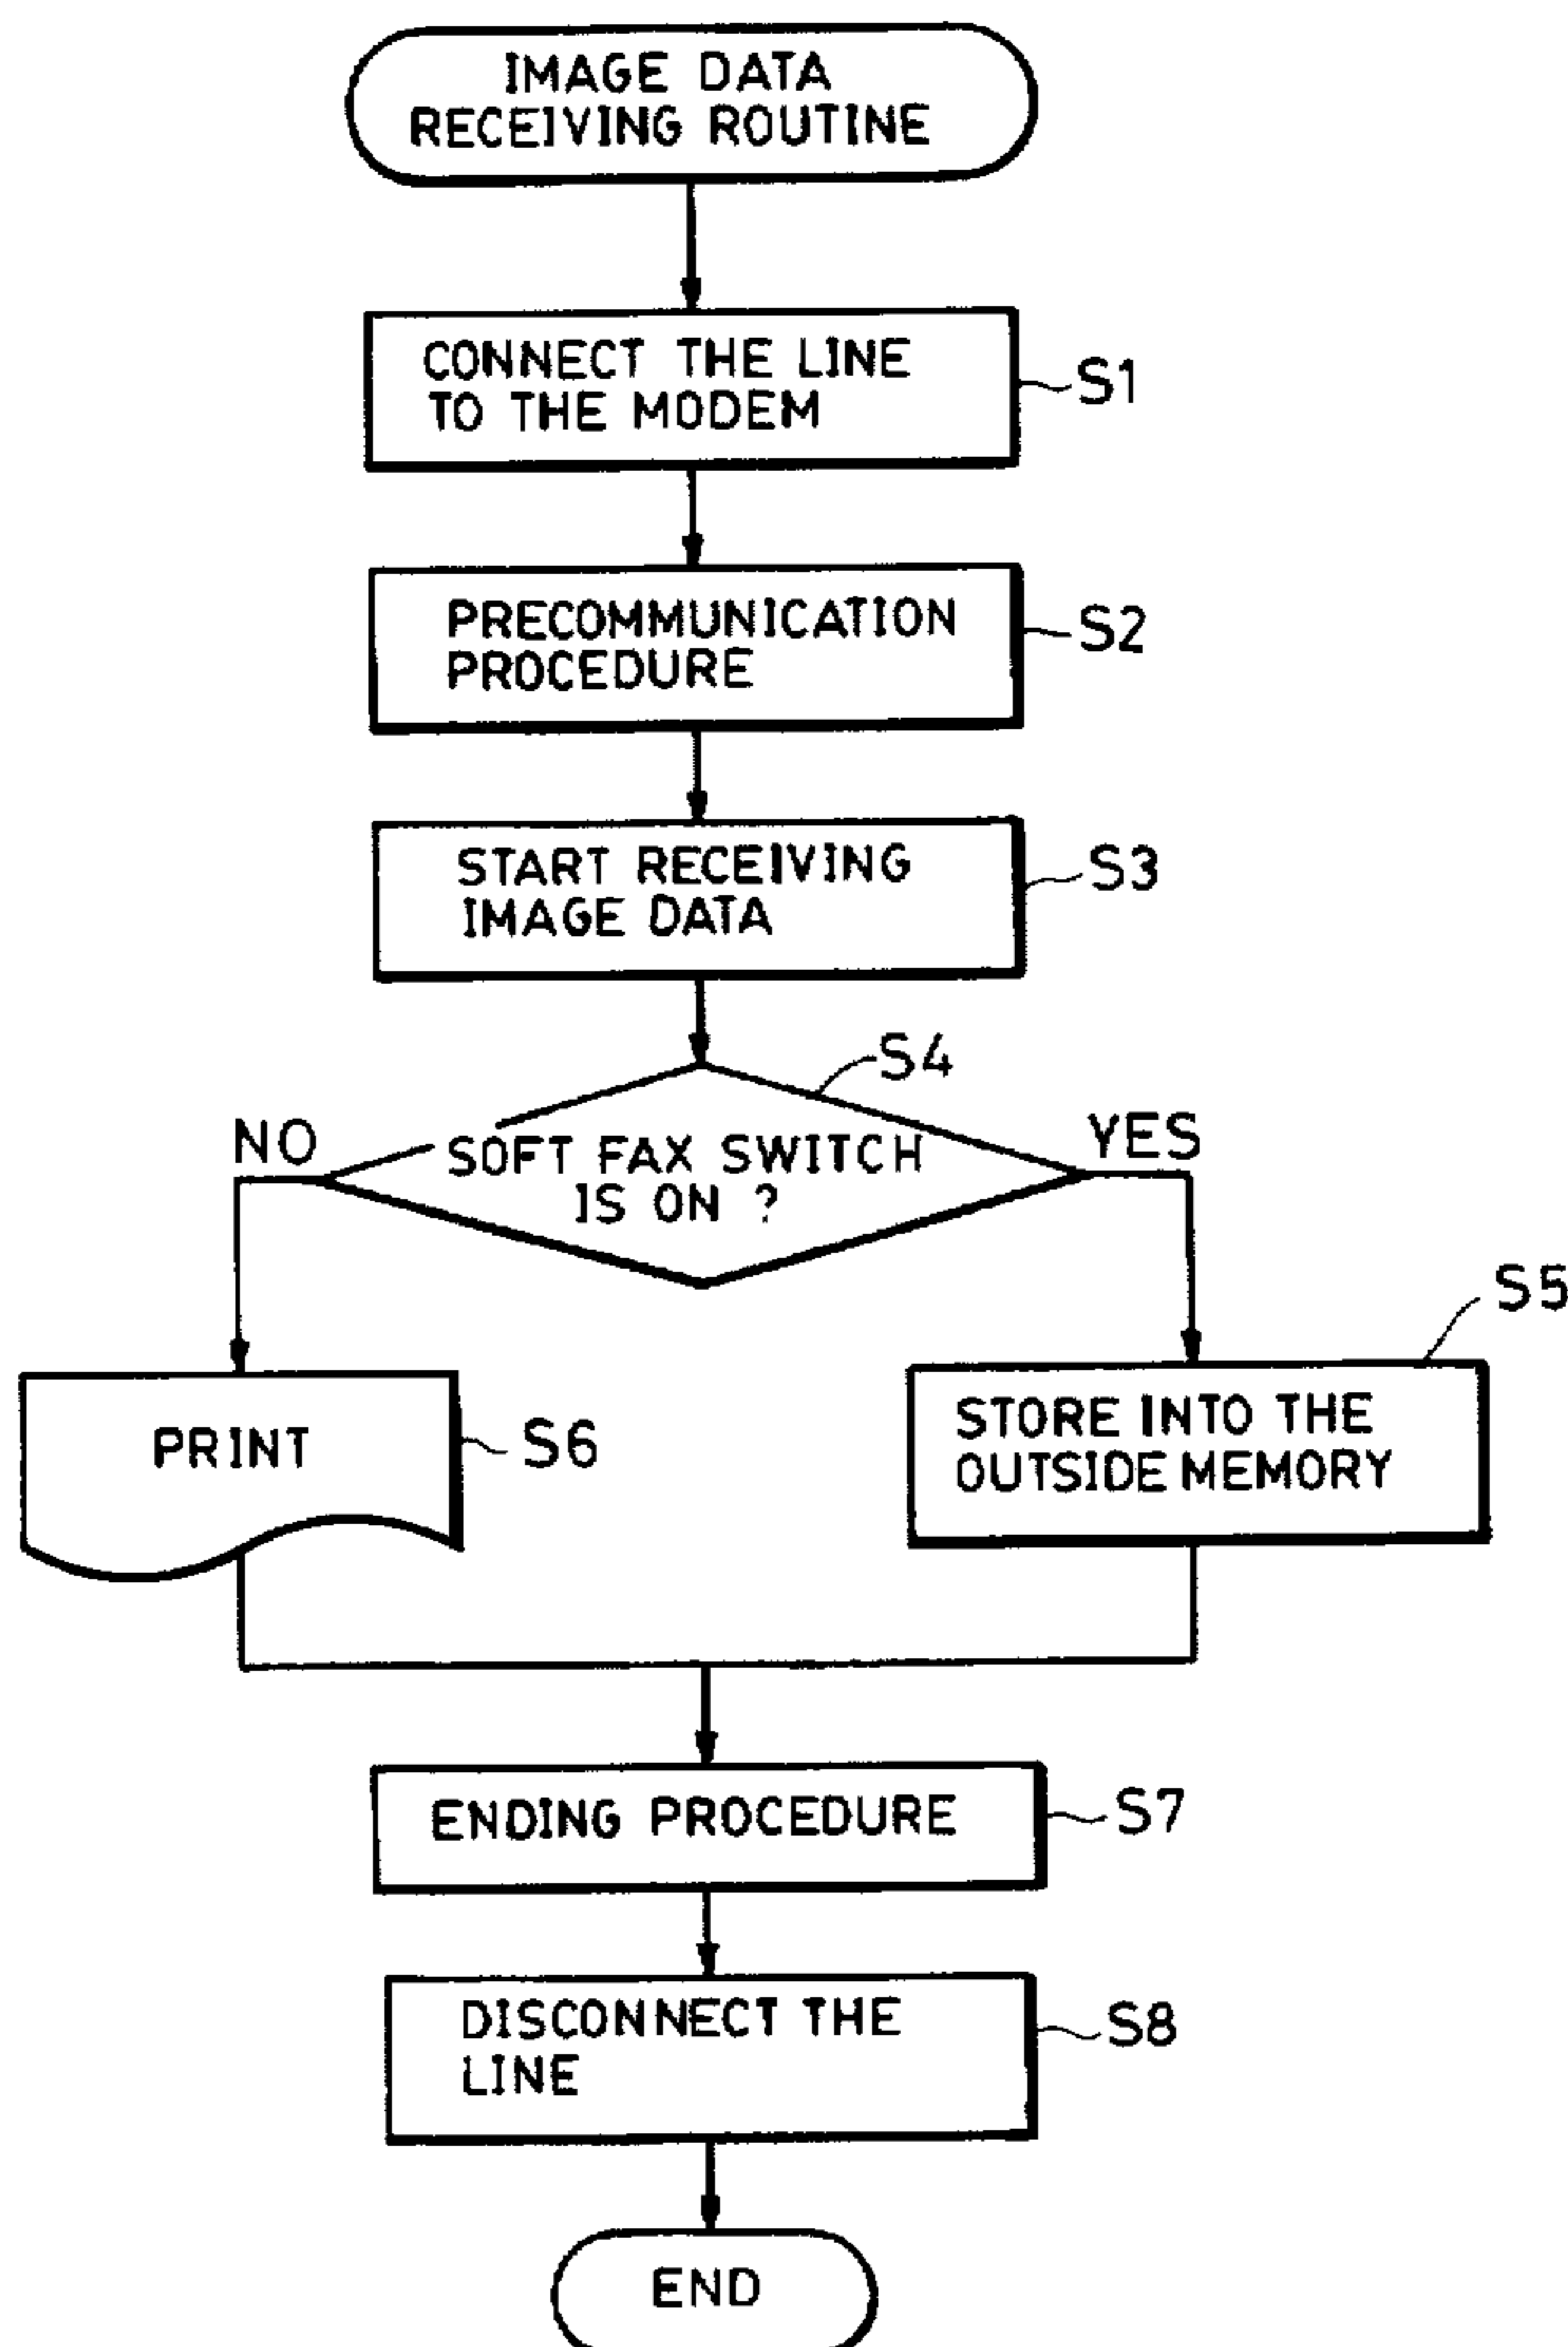 IMAGE DATA
RECEIVING ROUTINE
CONNECT THE LINE
TO THE MODEM
S1
PRECOMMUNICATION
PROCEDURE
S2
START RECEIVING
IMAGE DATA
S3
S4
NO
YES
SOFT FAX SWITCH
IS ON ?
S5
PRINT
S6
STORE INTO THE
OUTSIDE MEMORY
ENDING PROCEDURE
S7
DISCONNECT THE
LINE
S8
END